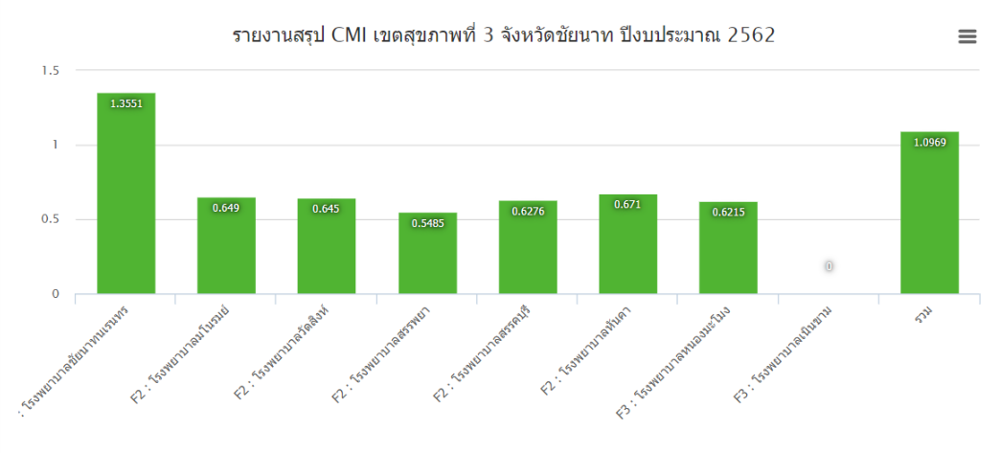 รายงานสรุป CMI เขตสุขภาพที่ 3 จังหวัดชัยนาท ปีงบประมาณ 2562
1.5
1
0.5
0
1.3551
0.649
0.645
0.5485
0.6276
0.671
0.6215
0
1.0969
: โรงพยาบาลชัยนาทนเรนทร
F2 : โรงพยาบาลมโนรมย์
F2 : โรงพยาบาลวัดสิงห์
F2 : โรงพยาบาลสรรพยา
F2 : โรงพยาบาลสรรคบุรี
F2 : โรงพยาบาลหันคา
F3 : โรงพยาบาลหนองมะโมง
F3 : โรงพยาบาลเนินขาม
รวม